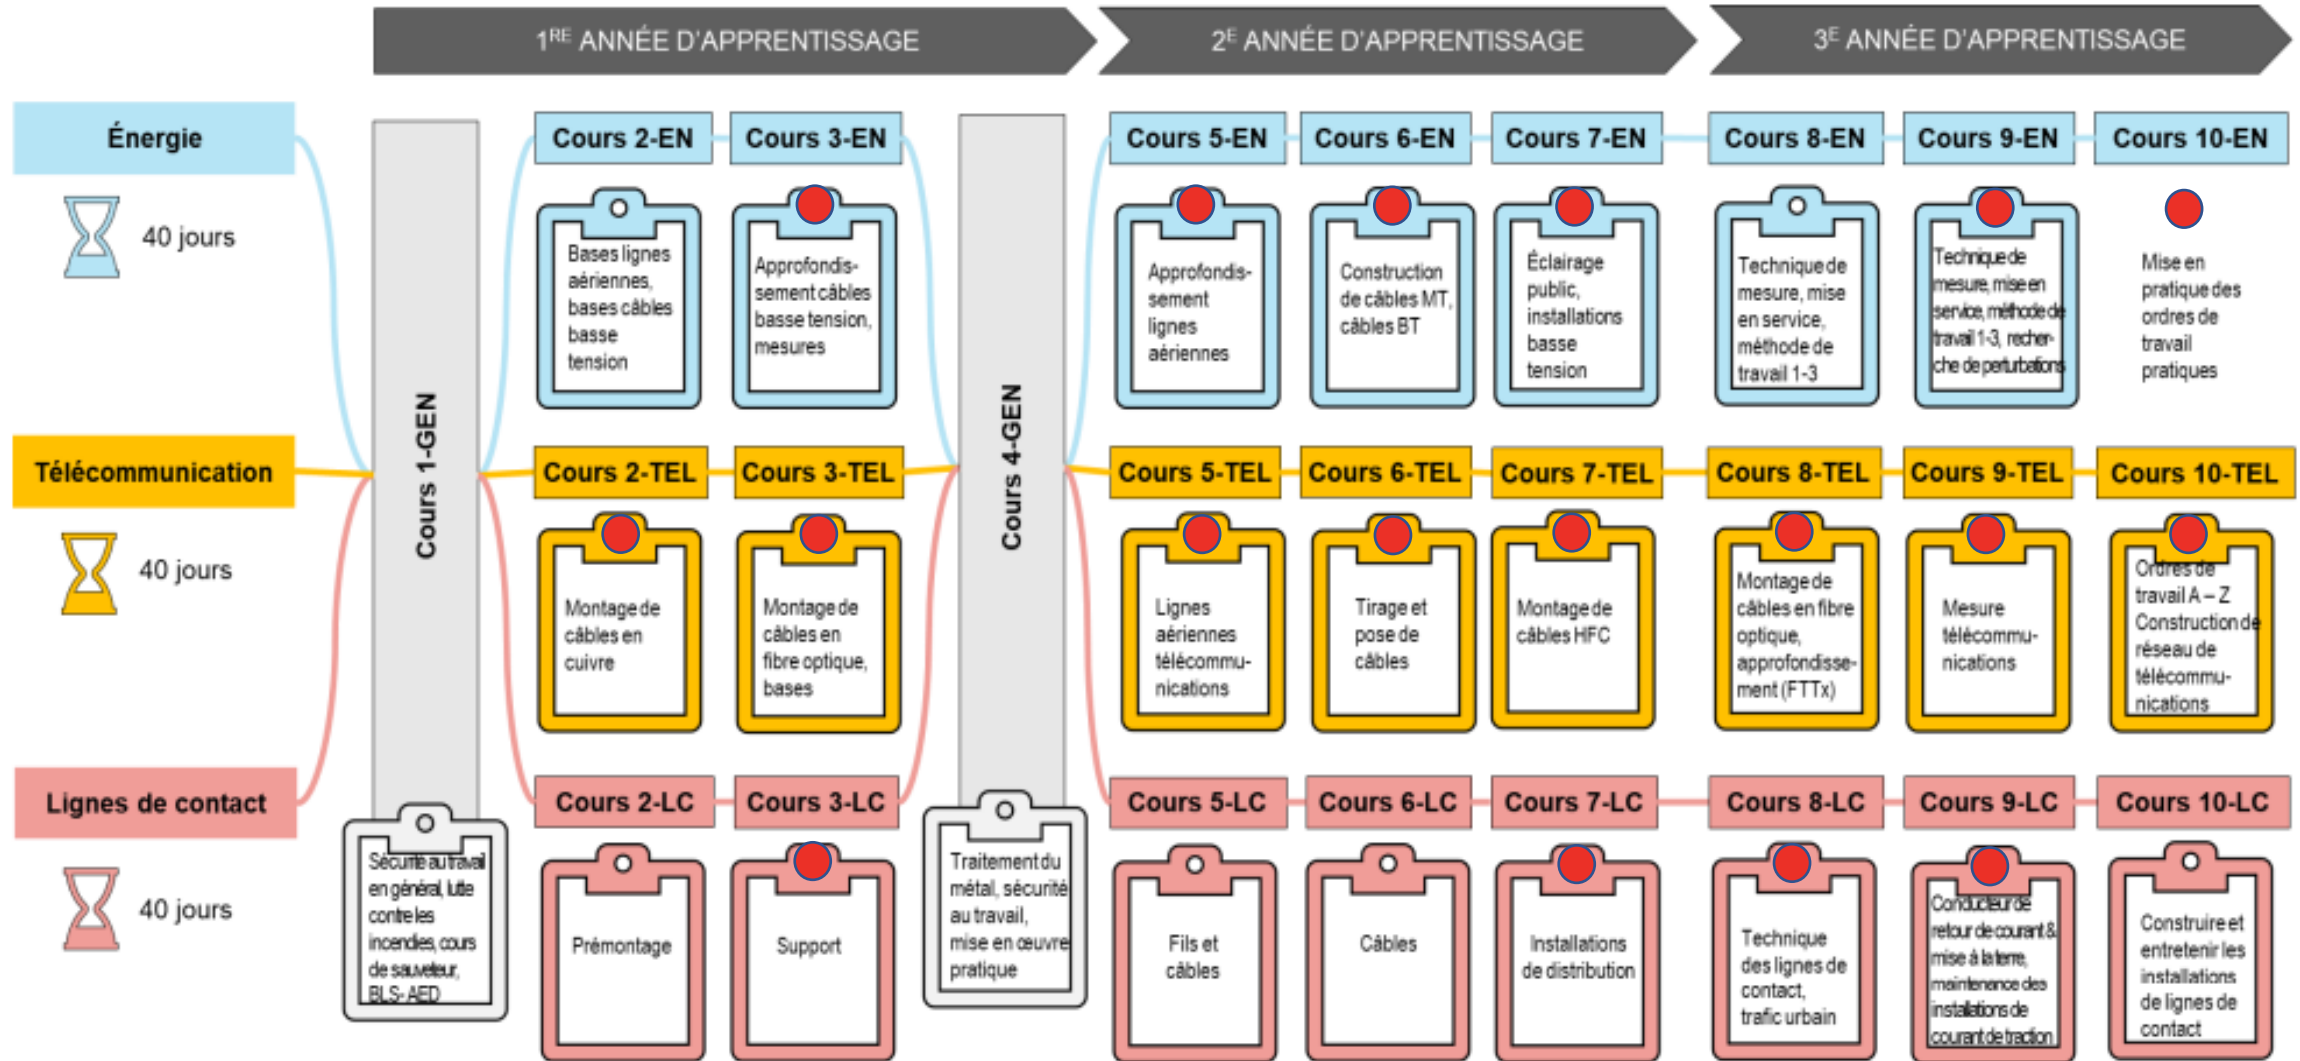 1RE ANNÉE D'APPRENTISSAGE
2E ANNÉE D'APPRENTISSAGE
3E ANNÉE D'APPRENTISSAGE
Énergie
40 jours
Cours 1-GEN
Sécurité au travail
en général, lutte
contre les
incendies, cours
de sauveteur,
BLS- AED
Cours 2-EN
Bases lignes
aériennes,
bases câbles
basse
tension
Cours 3-EN
Approfondis-
sement câbles
basse tension,
mesures
Cours 4-GEN
Traitement du
métal, sécurité
au travail,
mise en œuvre
pratique
Cours 5-EN
Approfondis-
sement
lignes
aériennes
Cours 6-EN
Construction
de câbles MT,
câbles BT
Cours 7-EN
Éclairage
public,
installations
basse
tension
Cours 8-EN
Technique de
mesure, mise
en service,
méthode de
travail 1-3
Cours 9-EN
Technique de
mesure, mise en
service, méthode de
travail 1-3, recher-
che de perturbations
Cours 10-EN
Mise en
pratique des
ordres de
travail
pratiques
Télécommunication
40 jours
Cours 2-TEL
Montage de
câbles en
cuivre
Cours 3-TEL
Montage de
câbles en
fibre optique,
bases
Cours 5-TEL
Lignes
aériennes
télécommu-
nications
Cours 6-TEL
Tirage et
pose de
câbles
Cours 7-TEL
Montage de
câbles HFC
Cours 8-TEL
Montage de
câbles en fibre
optique,
approfondisse-
ment (FTTx)
Cours 9-TEL
Mesure
télécommu-
nications
Cours 10-TEL
Ordres de
travail A – Z
Construction de
réseau de
télécommu-
nications
Lignes de contact
40 jours
Cours 2-LC
Prémontage
Cours 3-LC
Support
Cours 5-LC
Fils et
câbles
Cours 6-LC
Câbles
Cours 7-LC
Installations
de distribution
Cours 8-LC
Technique
des lignes de
contact,
trafic urbain
Cours 9-LC
Conducteur de
retour de courant &
mise à la terre,
maintenance des
installations de
courant de traction
Cours 10-LC
Construire et
entretenir les
installations
de lignes de
contact